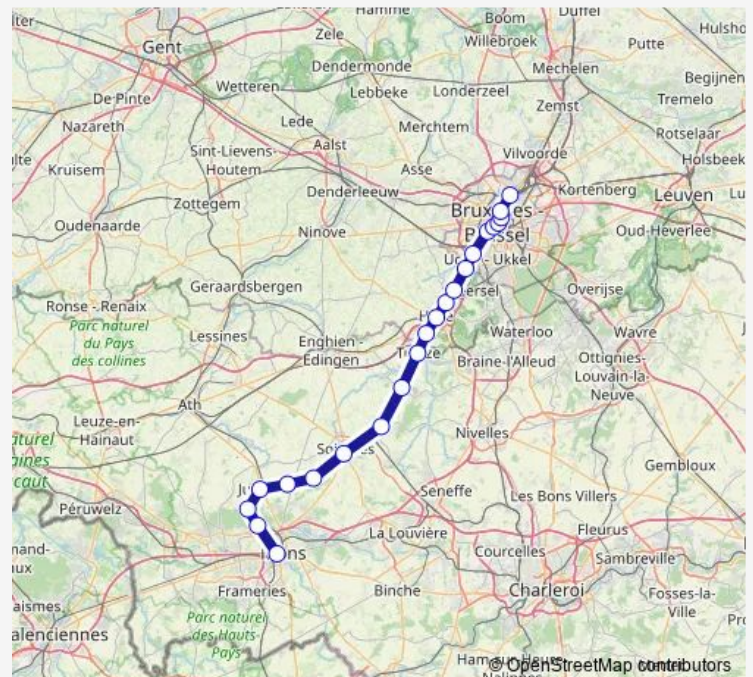 Hamme
Duffel
Boom
Hulsho
Gent
Zele
Willebroek
Putte
Dendermonde
Mechelen
Begijnen
Wetteren
Lebbeke
Londerzeel
De Pinte
Zemst
Tremelo
Lede
Merchtem
Nazareth
Aalst
Rotselaar
Sint-Lievens-
Houtem
Vilvoorde
Holsbeek
Kruisem
Asse
Denderleeuw
Kortenberg
Leuven
Zottegem
Oudenaarde
Ninove
Oud-Heverlee
Ukkel
Geraardsbergen
Overijse
Ronse - Renaix
Parc naturel
du Pays
des collines
Lessines
Enghien -
Edingen
Waterloo
Wavre
Braine-l'Alleud
Ottignies-
Louvain-la-
Neuve
Ath
Leuze-en-
Hainaut
Nivelles
Gembloux
Péruwelz
Seneffe
Les Bons Villers
La Louvière
Fleurus
Courcelles
Sambreville
Frameries
Binche
Charleroi
Fosses-la-
Ville
Parc naturel
des Hauts-
Pays
© OpenStreetMap contributors